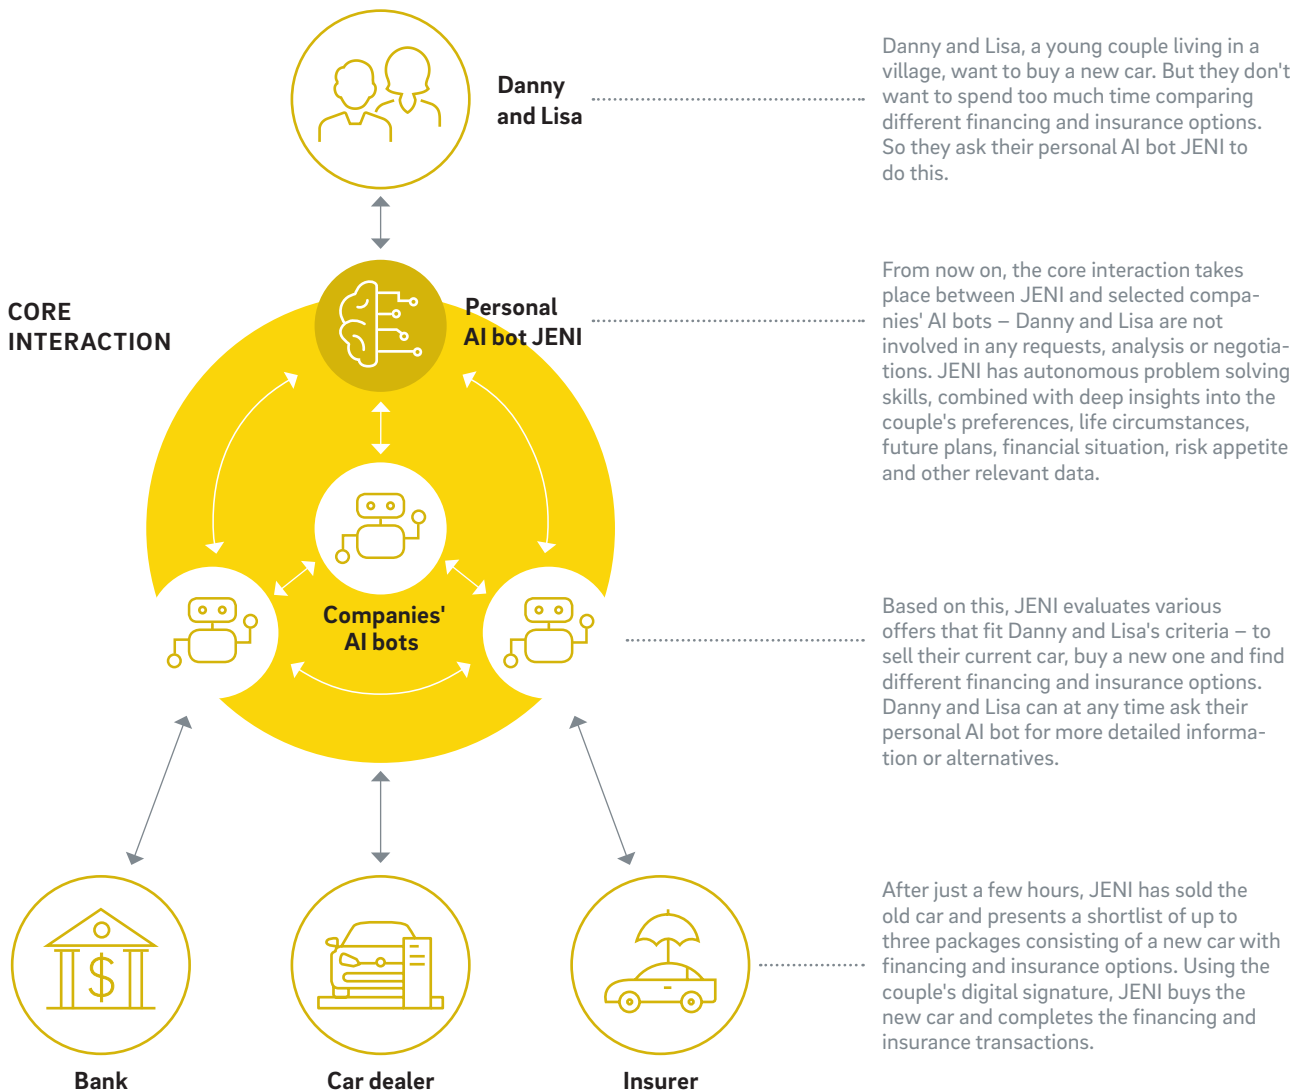 Danny
and Lisa
Danny and Lisa, a young couple living in a
village, want to buy a new car. But they don't
want to spend too much time comparing
different financing and insurance options.
So they ask their personal AI bot JENI to
do this.
CORE
INTERACTION
Personal
AI bot JENI
From now on, the core interaction takes
place between JENI and selected compa-
nies' AI bots – Danny and Lisa are not
involved in any requests, analysis or negotia-
tions. JENI has autonomous problem solving
skills, combined with deep insights into the
couple's preferences, life circumstances,
future plans, financial situation, risk appetite
and other relevant data.
Companies'
AI bots
Based on this, JENI evaluates various
offers that fit Danny and Lisa's criteria – to
sell their current car, buy a new one and find
different financing and insurance options.
Danny and Lisa can at any time ask their
personal AI bot for more detailed informa-
tion or alternatives.
$
After just a few hours, JENI has sold the
old car and presents a shortlist of up to
three packages consisting of a new car with
financing and insurance options. Using the
couple's digital signature, JENI buys the
new car and completes the financing and
insurance transactions.
Bank
Car dealer
Insurer